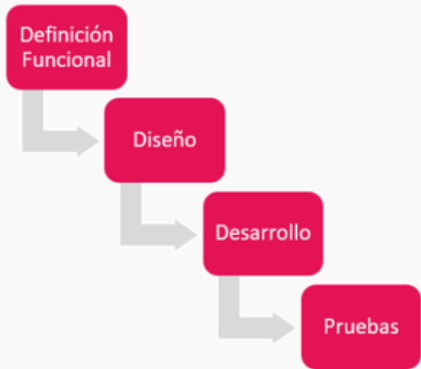 Definición
Funcional
Diseño
Desarrollo
Pruebas